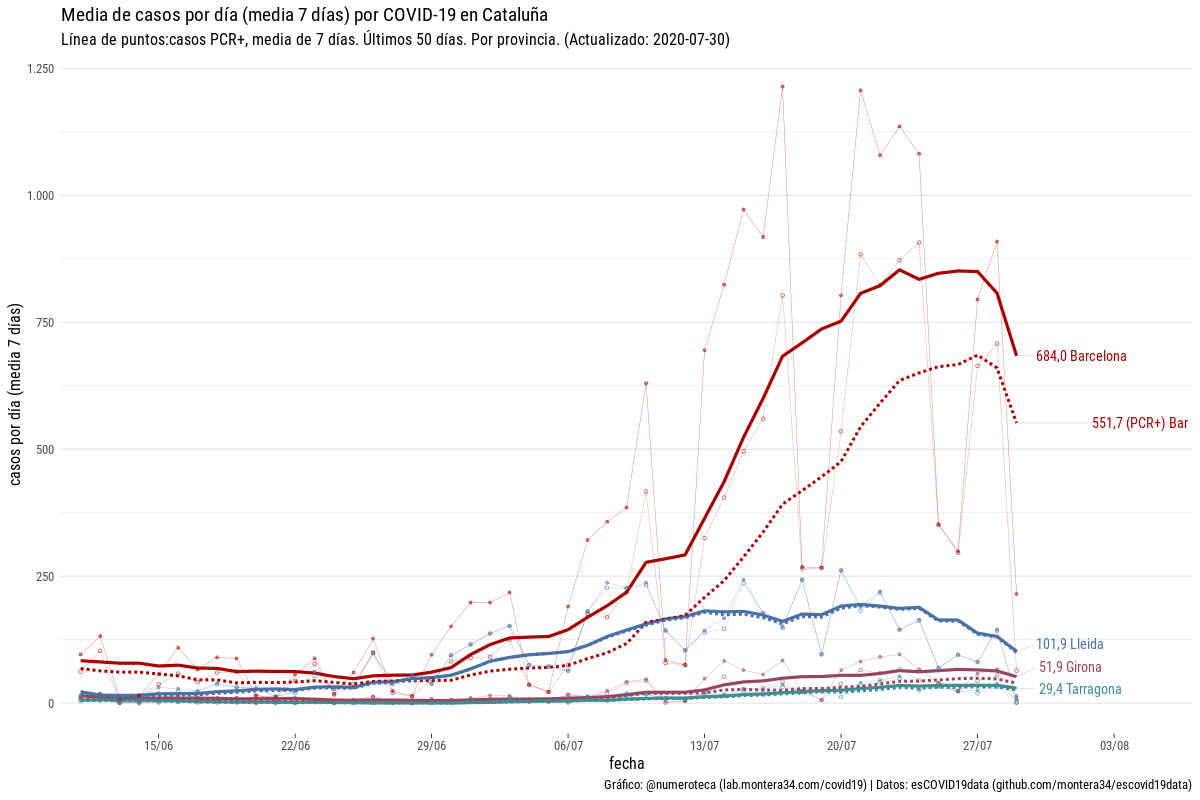 Media de casos por día (media 7 días) por COVID-19 en Cataluña
Línea de puntos:casos PCR+, media de 7 días. Últimos 50 días. Por provincia. (Actualizado: 2020-07-30)
casos por día (media 7 días)
1.250
1.000
750
500
250
0
684,0 Barcelona
551,7 (PCR+) Bar
101,9 Lleida
51,9 Girona
29,4 Tarragona
15/06
22/06
29/06
06/07
13/07
20/07
27/07
03/08
fecha
Gráfico: @numeroteca (lab.montera34.com/covid19) | Datos: esCOVID19data (github.com/montera34/escovid19data)